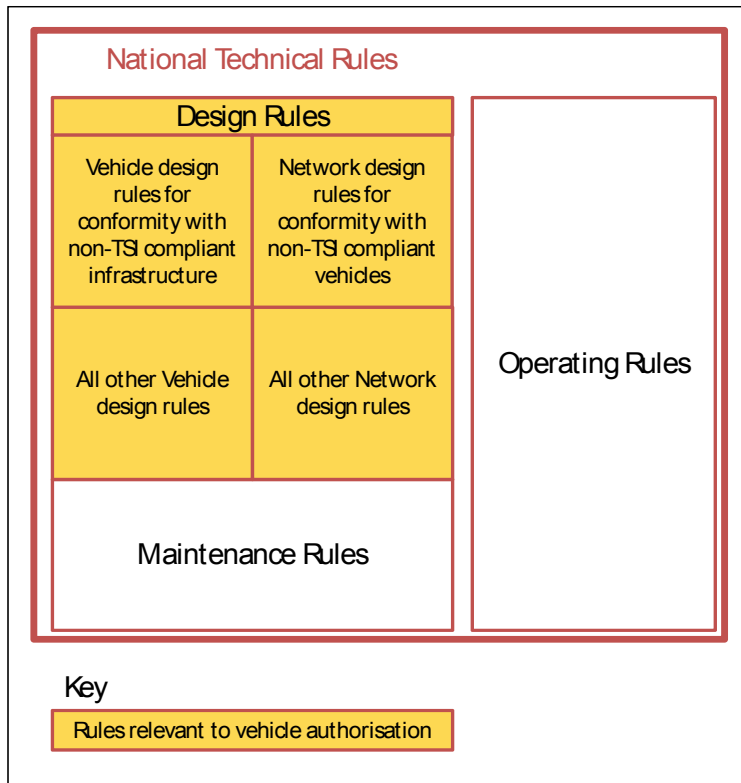 National Technical Rules
Design Rules
Vehicle design
rules for
conformity with
non-TSI compliant
infrastructure
Network design
rules for
conformity with
non-TSI compliant
vehicles
All other Vehicle
design rules
All other Network
design rules
Maintenance Rules
Operating Rules
Key
Rules relevant to vehicle authorisation